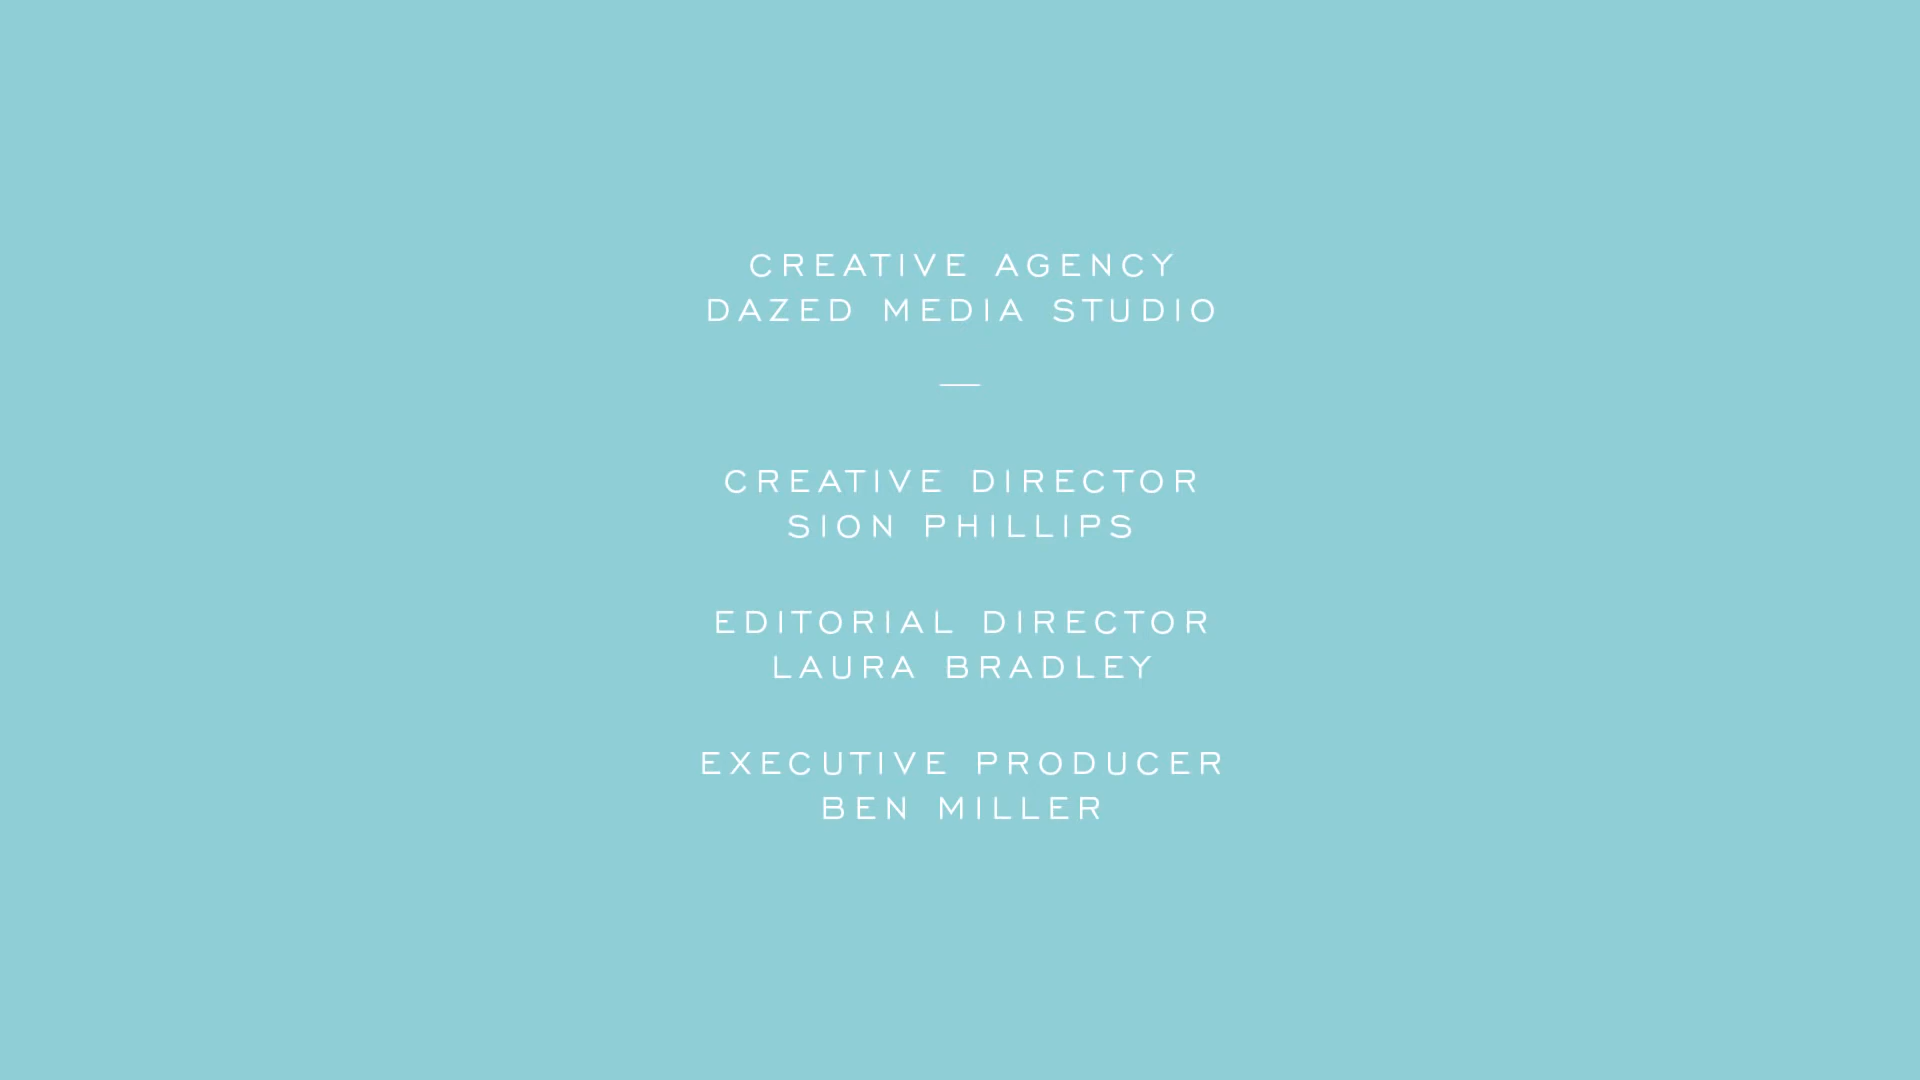 CREATIVE AGENCY
DAZED MEDIA STUDIO
—
CREATIVE DIRECTOR
SION PHILLIPS
EDITORIAL DIRECTOR
LAURA BRADLEY
EXECUTIVE PRODUCER
BEN MILLER